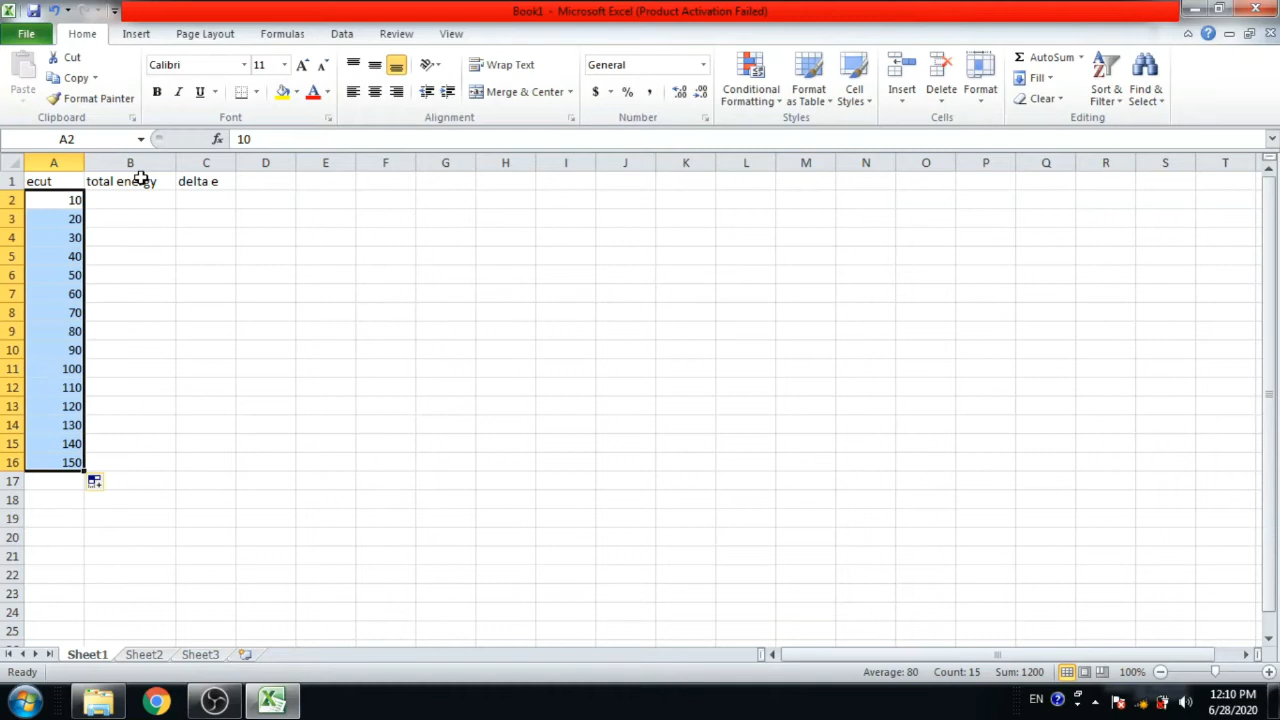 Book1 - Microsoft Excel (Product Activation Failed)
File Home Insert Page Layout Formulas Data Review View
Paste
Cut
Copy
Format Painter
Clipboard
Calibri 11
B I U
Font
Wrap Text
Merge & Center
Alignment
General
$ % ,
Number
Conditional Formatting
Format as Table
Cell Styles
Styles
Insert
Delete
Format
Cells
AutoSum
Fill
Clear
Sort & Filter
Find & Select
Editing
A2 fx 10
A B C D E F G H I J K L M N O P Q R S T
1 ecut total energy delta e
2 10
3 20
4 30
5 40
6 50
7 60
8 70
9 80
10 90
11 100
12 110
13 120
14 130
15 140
16 150
17
18
19
20
21
22
23
24
25
Sheet1 Sheet2 Sheet3
Ready Average: 80 Count: 15 Sum: 1200 100%
EN 12:10 PM
6/28/2020